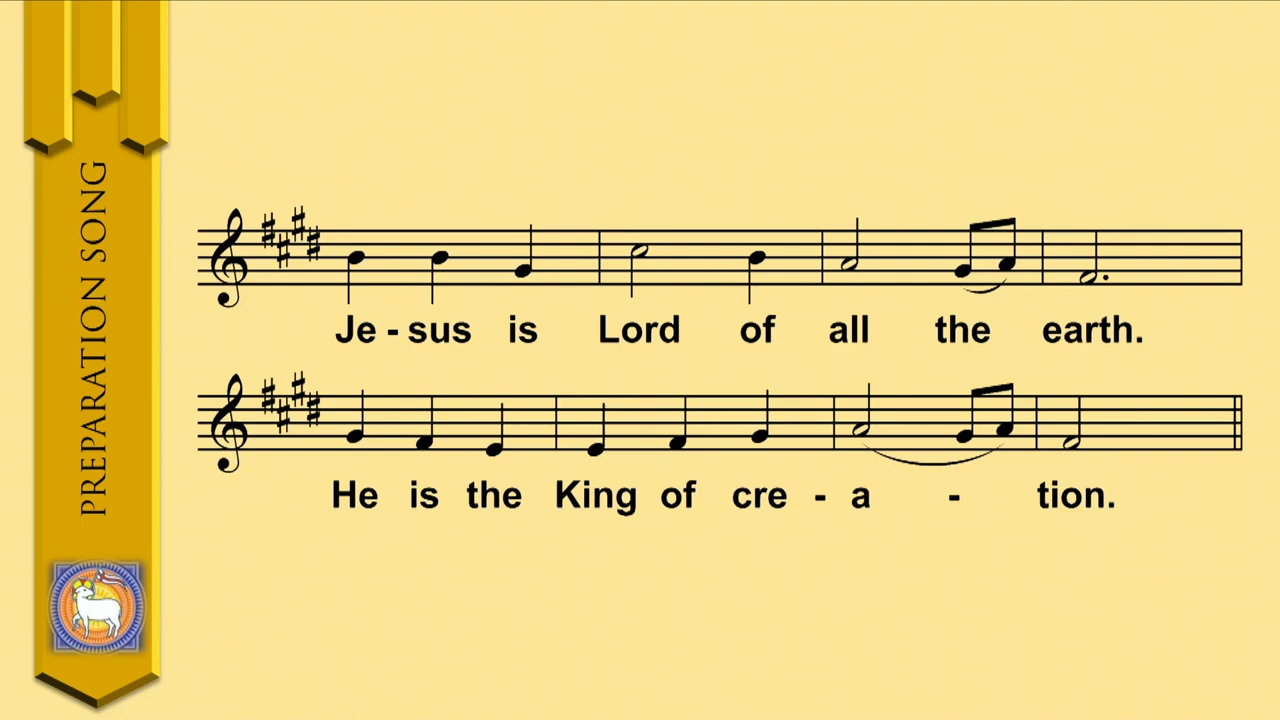 PREPARATION SONG
Je - sus is Lord of all the earth.
He is the King of cre - a - tion.